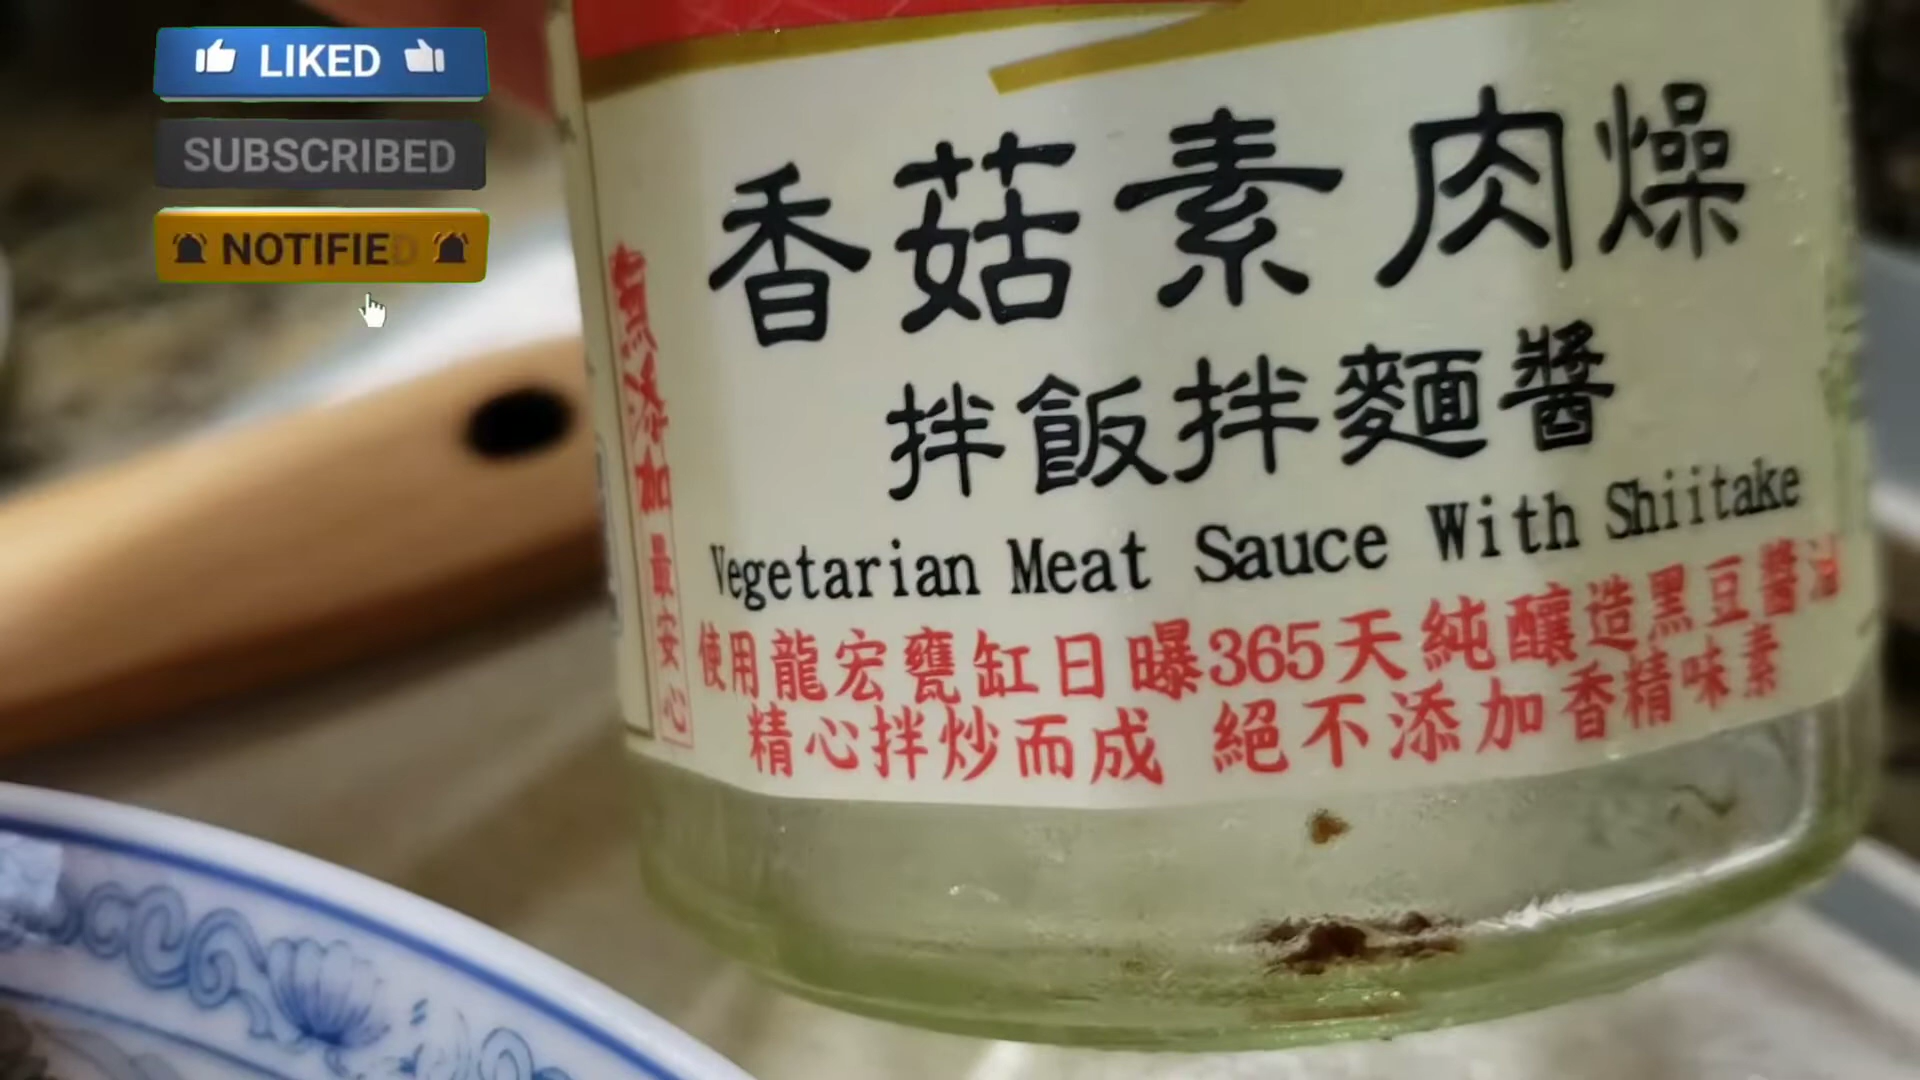 LIKED
SUBSCRIBED
NOTIFIED
香菇素肉燥
拌飯拌麵醬
Vegetarian Meat Sauce With Shiitake
使用龍宏甕缸日曝365天純釀造黑豆醬油
精心拌炒而成 絕不添加香精味素
無添加最安心